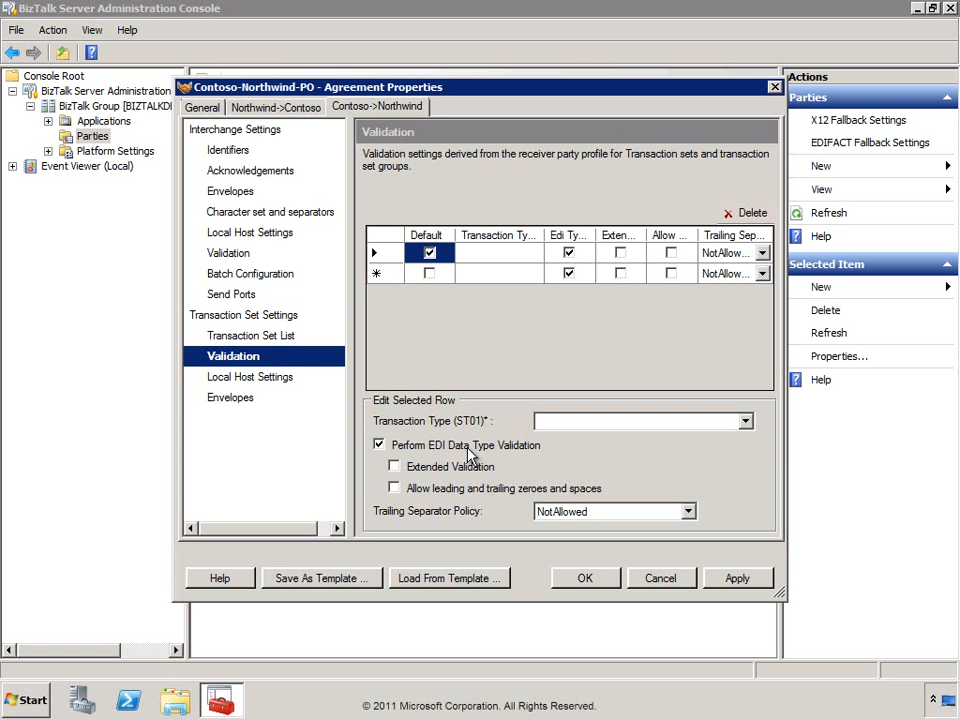 BizTalk Server Administration Console
File Action View Help
Console Root
BizTalk Server Administration
BizTalk Group [BIZTALKDI
Applications
Parties
Platform Settings
Event Viewer (Local)
Contoso-Northwind-PO - Agreement Properties
General Northwind->Contoso Contoso->Northwind
Interchange Settings
Identifiers
Acknowledgements
Envelopes
Character set and separators
Local Host Settings
Validation
Batch Configuration
Send Ports
Transaction Set Settings
Transaction Set List
Validation
Local Host Settings
Envelopes
Validation
Validation settings derived from the receiver party profile for Transaction sets and transaction
set groups.
Delete
Default Transaction Ty... Edi Ty... Exten... Allow ... Trailing Sep...
NotAllow...
NotAllow...
Edit Selected Row
Transaction Type (ST01)* :
Perform EDI Data Type Validation
Extended Validation
Allow leading and trailing zeroes and spaces
Trailing Separator Policy: NotAllowed
Help Save As Template ... Load From Template ... OK Cancel Apply
Actions
Parties
X12 Fallback Settings
EDIFACT Fallback Settings
New
View
Refresh
Help
Selected Item
New
Delete
Refresh
Properties...
Help
Start
© 2011 Microsoft Corporation. All Rights Reserved.